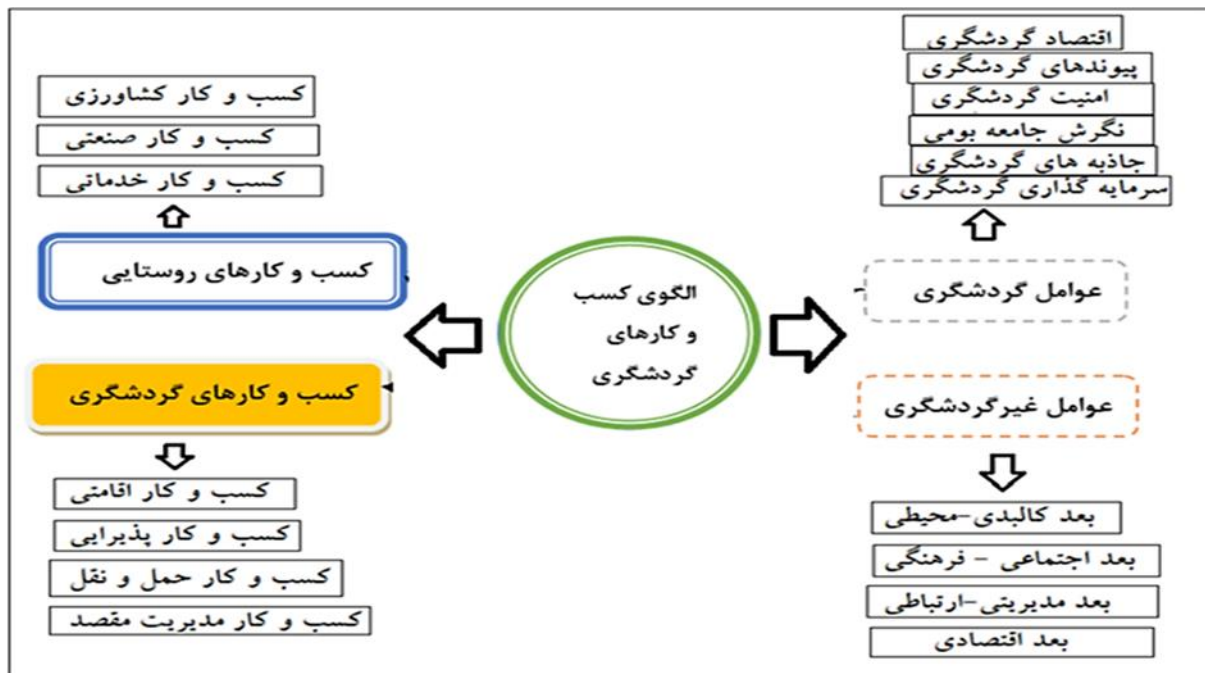 اقتصاد گردشگری
پیوندهای گردشگری
امنیت گردشگری
نگرش جامعه بومی
جاذبه های گردشگری
سرمایه گذاری گردشگری
عوامل گردشگری
عوامل غیرگردشگری
بعد کالبدی-محیطی
بعد اجتماعی - فرهنگی
بعد مدیریتی-ارتباطی
بعد اقتصادی
الگوی کسب
و کارهای
گردشگری
کسب و کار کشاورزی
کسب و کار صنعتی
کسب و کار خدماتی
کسب و کارهای روستایی
کسب و کارهای گردشگری
کسب و کار اقامتی
کسب و کار پذیرایی
کسب و کار حمل و نقل
کسب و کار مدیریت مقصد